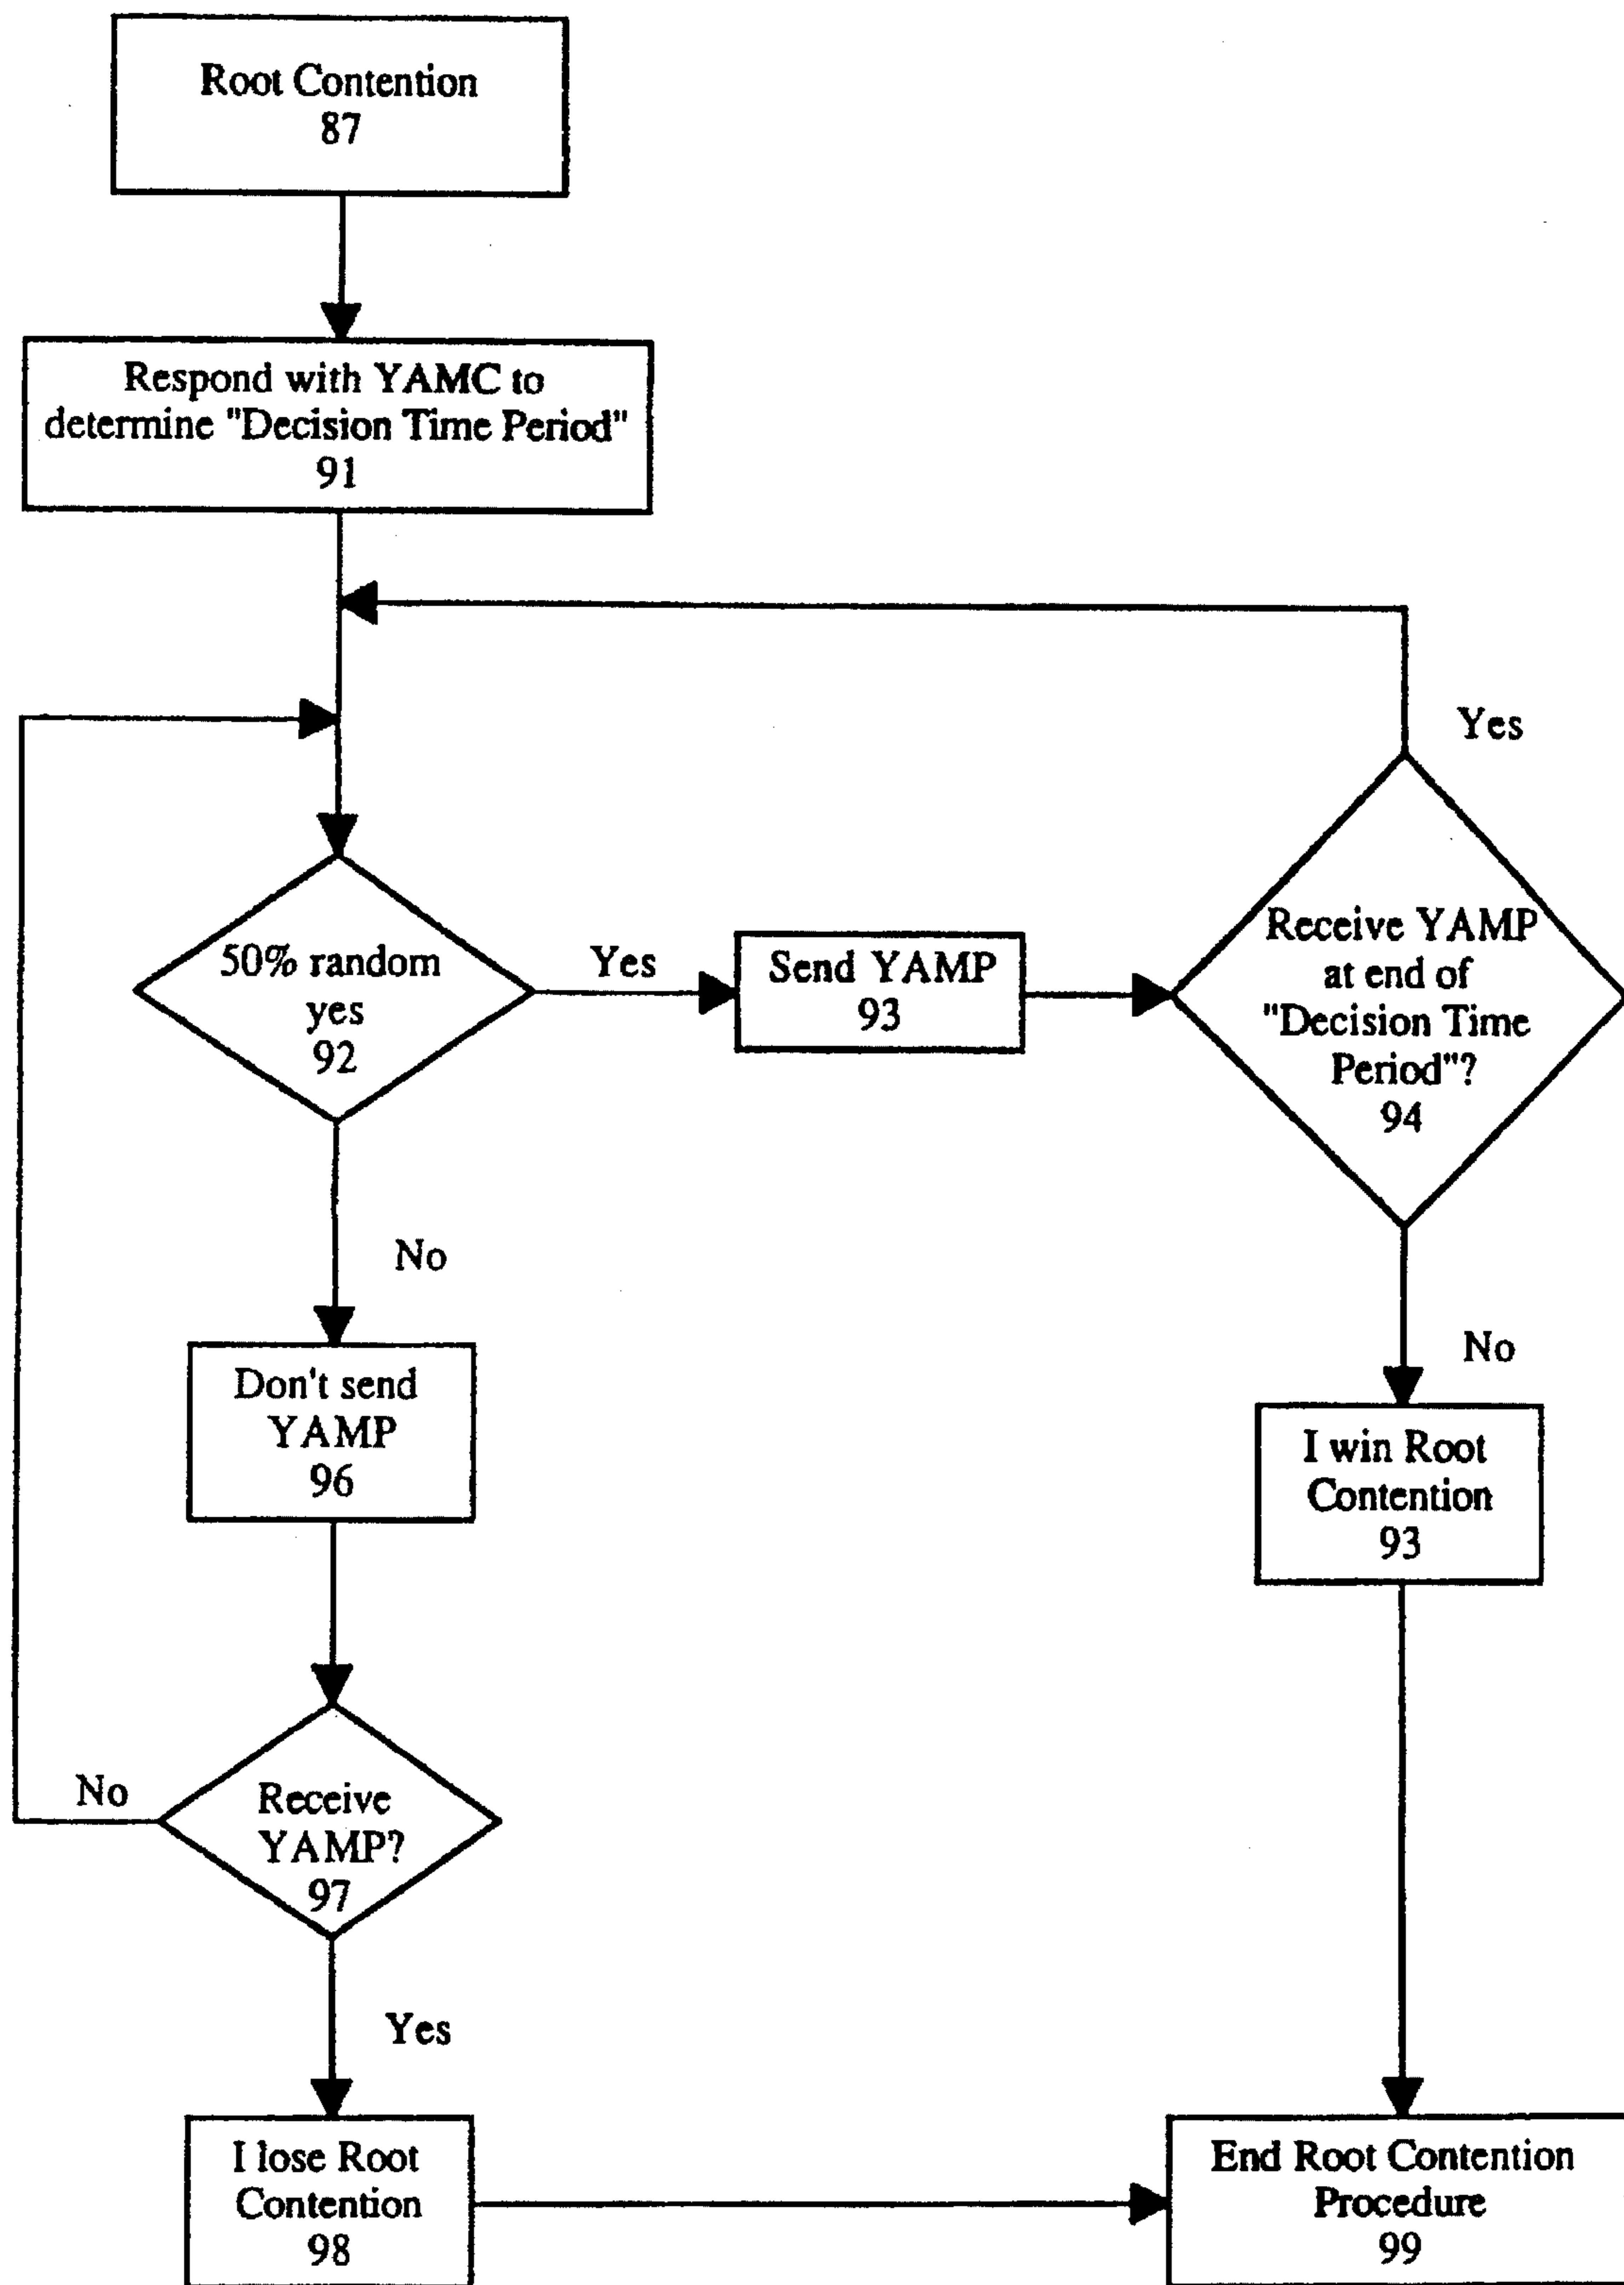 Root Contention
87
Respond with YAMC to
determine "Decision Time Period"
91
Yes
50% random
yes
92
Yes
Send YAMP
93
Receive YAMP
at end of
"Decision Time
Period"?
94
No
No
Don't send
YAMP
96
I win Root
Contention
93
No
Receive
YAMP?
97
Yes
I lose Root
Contention
98
End Root Contention
Procedure
99